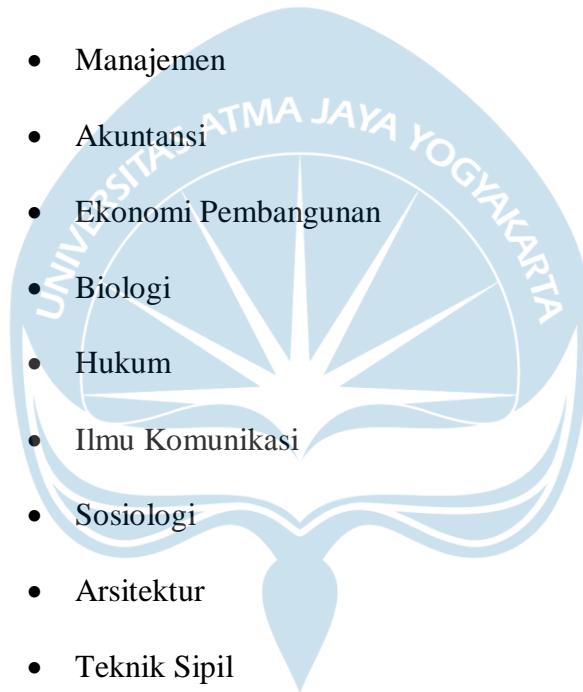 • Manajemen
UNIVERSITAS ATMA JAYA YOGYAKARTA
• Akuntansi
• Ekonomi Pembangunan
• Biologi
• Hukum
• Ilmu Komunikasi
• Sosiologi
• Arsitektur
• Teknik Sipil